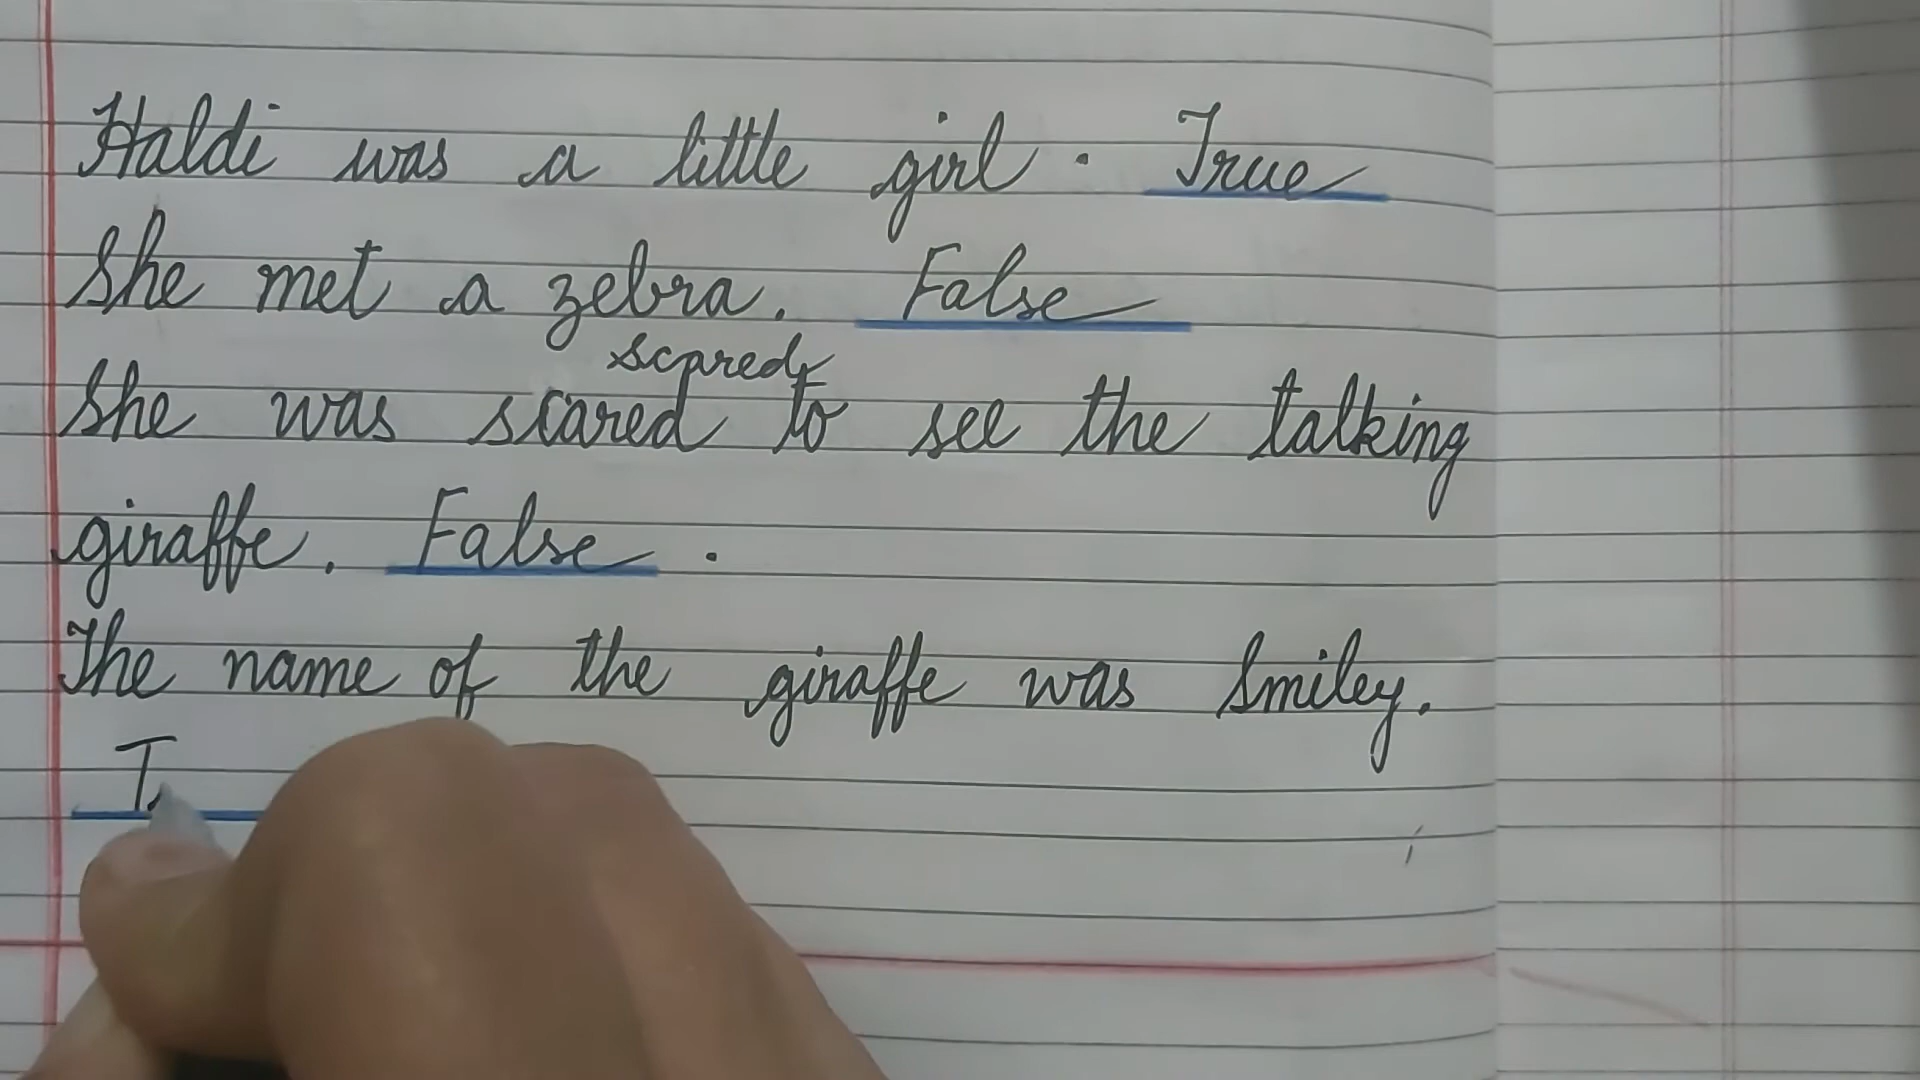 Haldi was a little girl. True
She met a zebra. False
scared
She was scared to see the talking
giraffe. False.
The name of the giraffe was Smiley.
T